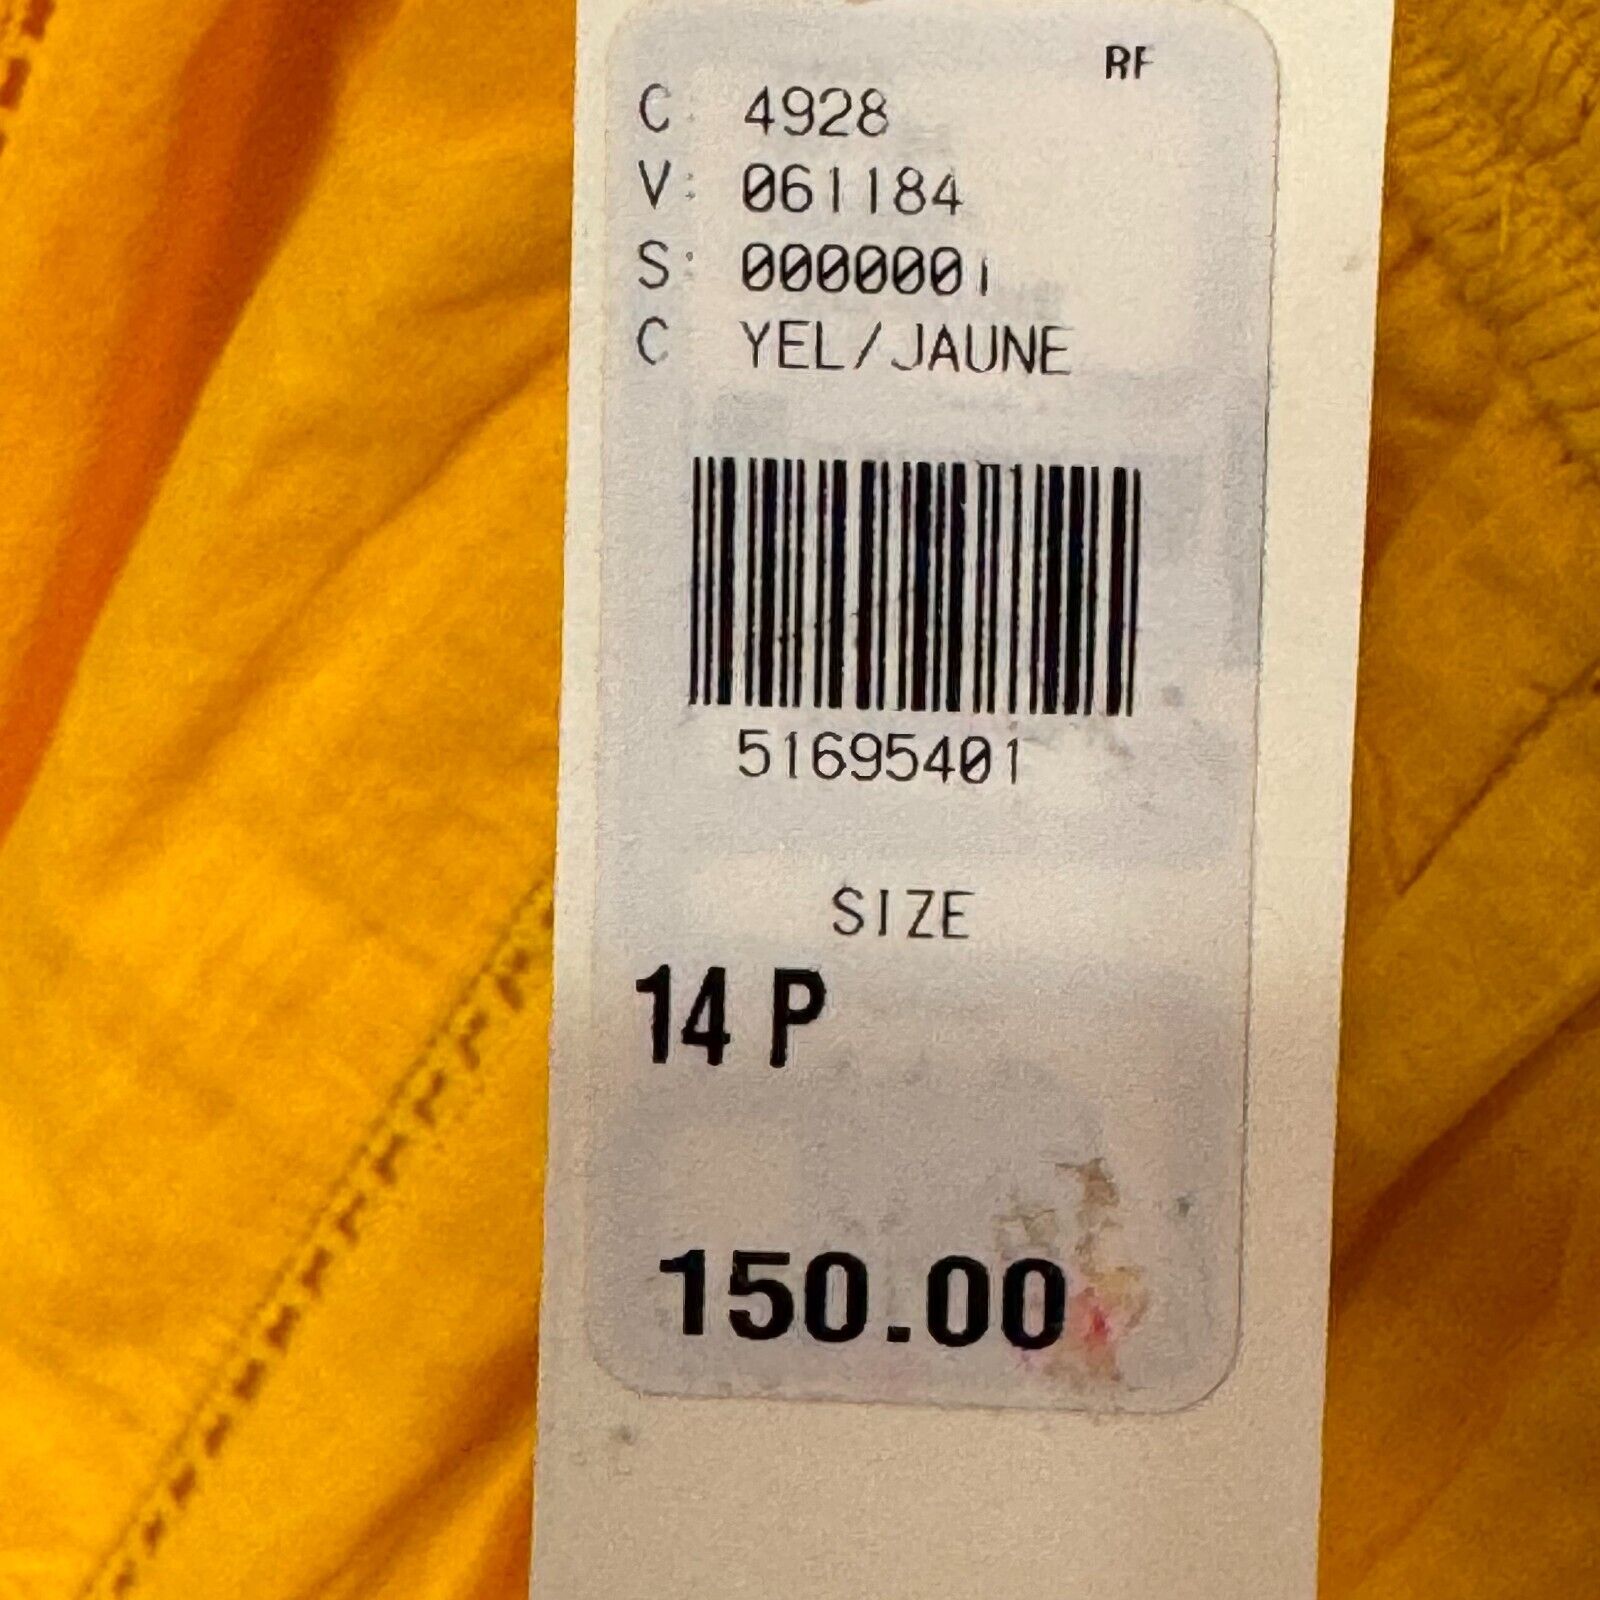 RF
C: 4928
V: 061184
S: 0000001
C YEL/JAUNE
51695401
SIZE
14 P
150.00